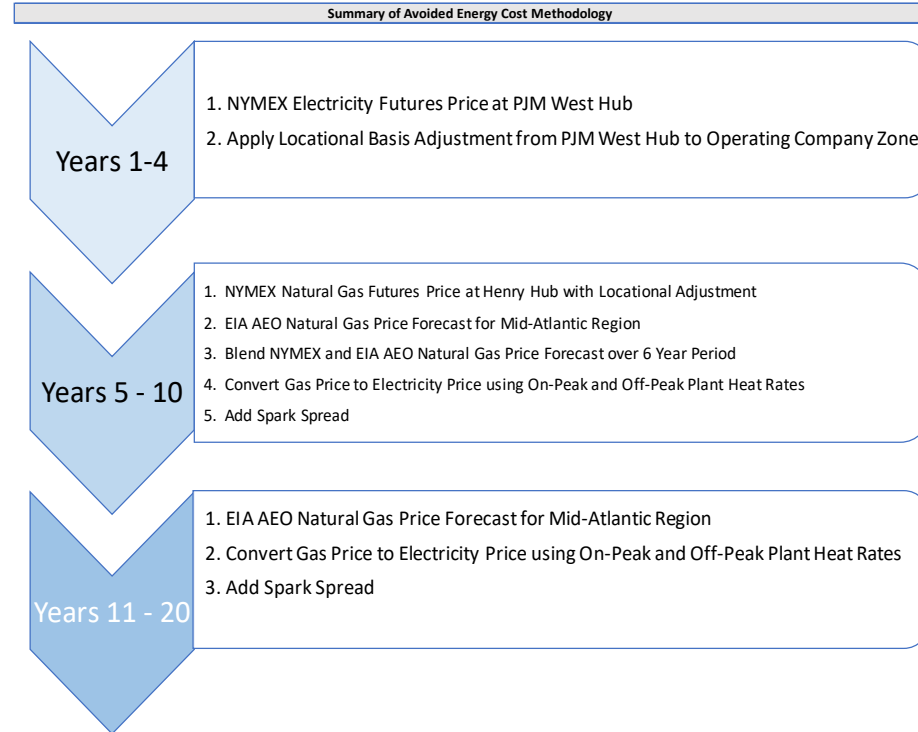 Summary of Avoided Energy Cost Methodology
Years 1-4
1. NYMEX Electricity Futures Price at PJM West Hub
2. Apply Locational Basis Adjustment from PJM West Hub to Operating Company Zone
Years 5 - 10
1. NYMEX Natural Gas Futures Price at Henry Hub with Locational Adjustment
2. EIA AEO Natural Gas Price Forecast for Mid-Atlantic Region
3. Blend NYMEX and EIA AEO Natural Gas Price Forecast over 6 Year Period
4. Convert Gas Price to Electricity Price using On-Peak and Off-Peak Plant Heat Rates
5. Add Spark Spread
Years 11 - 20
1. EIA AEO Natural Gas Price Forecast for Mid-Atlantic Region
2. Convert Gas Price to Electricity Price using On-Peak and Off-Peak Plant Heat Rates
3. Add Spark Spread